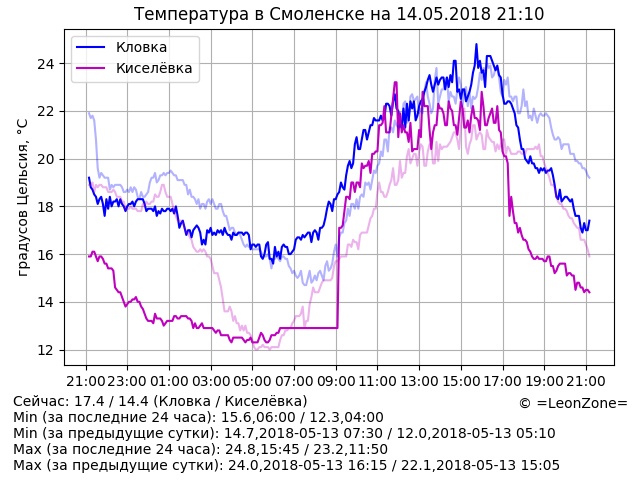 Температура в Смоленске на 14.05.2018 21:10
Кловка
Киселёвка
градусов Цельсия, °C
24
22
20
18
16
14
12
21:00 23:00 01:00 03:00 05:00 07:00 09:00 11:00 13:00 15:00 17:00 19:00 21:00
Сейчас: 17.4 / 14.4 (Кловка / Киселёвка)
© =LeonZone=
Min (за последние 24 часа): 15.6,06:00 / 12.3,04:00
Min (за предыдущие сутки): 14.7,2018-05-13 07:30 / 12.0,2018-05-13 05:10
Max (за последние 24 часа): 24.8,15:45 / 23.2,11:50
Max (за предыдущие сутки): 24.0,2018-05-13 16:15 / 22.1,2018-05-13 15:05